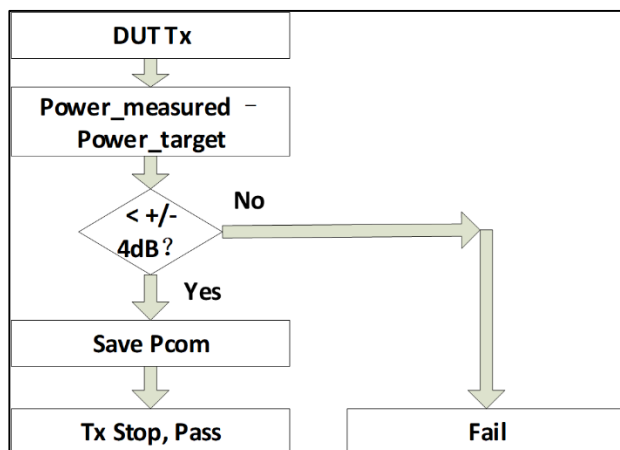 DUT Tx
Power_measured –
Power_target
No
< +/-
4dB？
Yes
Save Pcom
Tx Stop, Pass
Fail